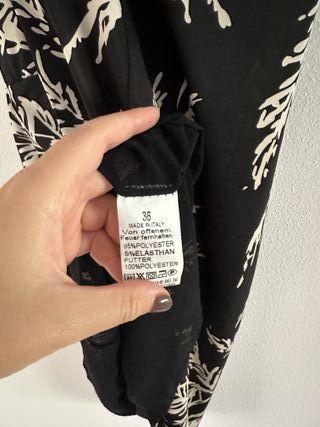 36
MADE IN ITALY
Von offenem
Feuer fernhalten
95%POLYESTER
5%ELASTHAN
FUTTER
100%POLYESTER